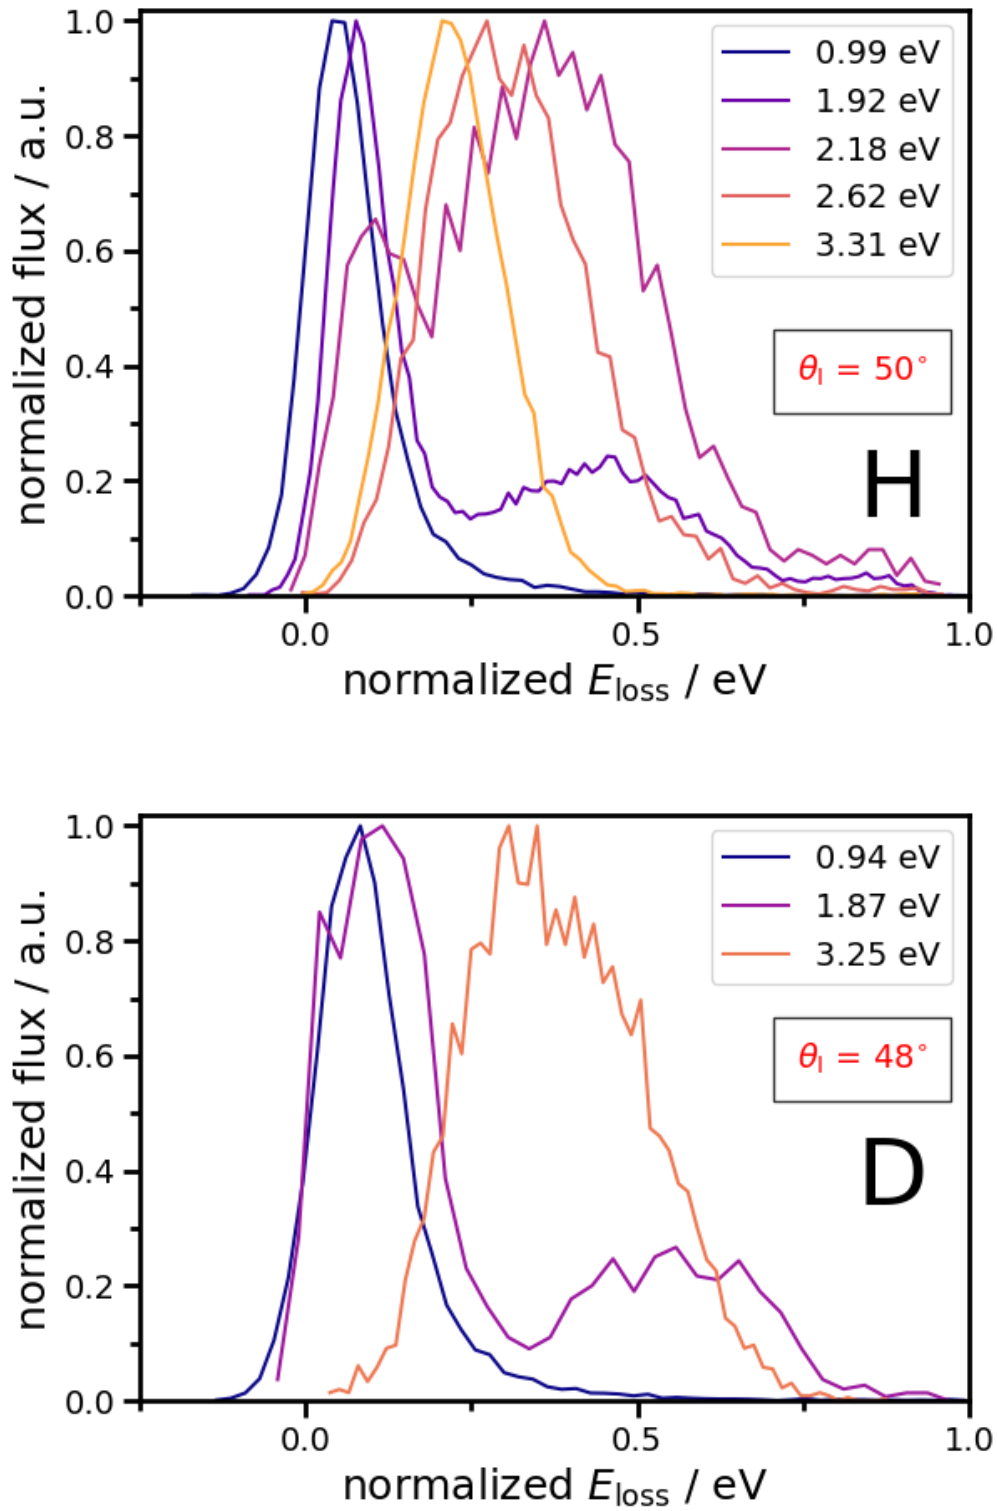 1.0
0.8
0.6
0.4
0.2
0.0
normalized flux / a.u.
0.99 eV
1.92 eV
2.18 eV
2.62 eV
3.31 eV
θI = 50°
H
0.0 0.5 1.0
normalized Eloss / eV
1.0
0.8
0.6
0.4
0.2
0.0
normalized flux / a.u.
0.94 eV
1.87 eV
3.25 eV
θI = 48°
D
0.0 0.5 1.0
normalized Eloss / eV